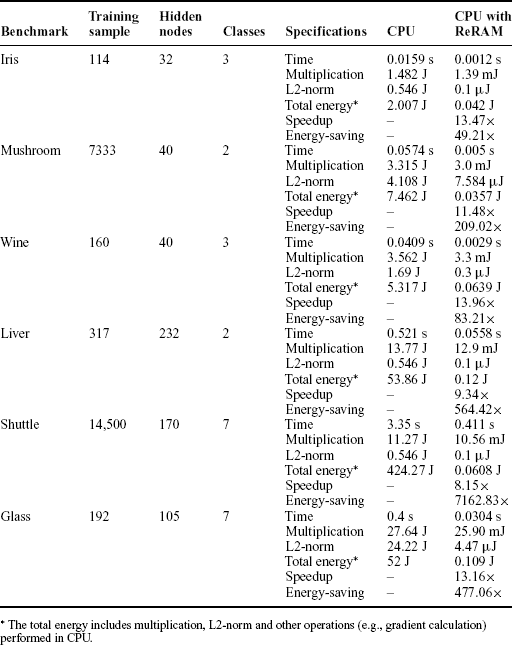 Benchmark Training sample Hidden nodes Classes Specifications CPU CPU with ReRAM
Iris 114 32 3 Time 0.0159 s 0.0012 s
Multiplication 1.482 J 1.39 mJ
L2-norm 0.546 J 0.1 μJ
Total energy* 2.007 J 0.042 J
Speedup – 13.47×
Energy-saving – 49.21×
Mushroom 7333 40 2 Time 0.0574 s 0.005 s
Multiplication 3.315 J 3.0 mJ
L2-norm 4.108 J 7.584 μJ
Total energy* 7.462 J 0.0357 J
Speedup – 11.48×
Energy-saving – 209.02×
Wine 160 40 3 Time 0.0409 s 0.0029 s
Multiplication 3.562 J 3.3 mJ
L2-norm 1.69 J 0.3 μJ
Total energy* 5.317 J 0.0639 J
Speedup – 13.96×
Energy-saving – 83.21×
Liver 317 232 2 Time 0.521 s 0.0558 s
Multiplication 13.77 J 12.9 mJ
L2-norm 0.546 J 0.1 μJ
Total energy* 53.86 J 0.12 J
Speedup – 9.34×
Energy-saving – 564.42×
Shuttle 14,500 170 7 Time 3.35 s 0.411 s
Multiplication 11.27 J 10.56 mJ
L2-norm 0.546 J 0.1 μJ
Total energy* 424.27 J 0.0608 J
Speedup – 8.15×
Energy-saving – 7162.83×
Glass 192 105 7 Time 0.4 s 0.0304 s
Multiplication 27.64 J 25.90 mJ
L2-norm 24.22 J 4.47 μJ
Total energy* 52 J 0.109 J
Speedup – 13.16×
Energy-saving – 477.06×
* The total energy includes multiplication, L2-norm and other operations (e.g., gradient calculation)
performed in CPU.